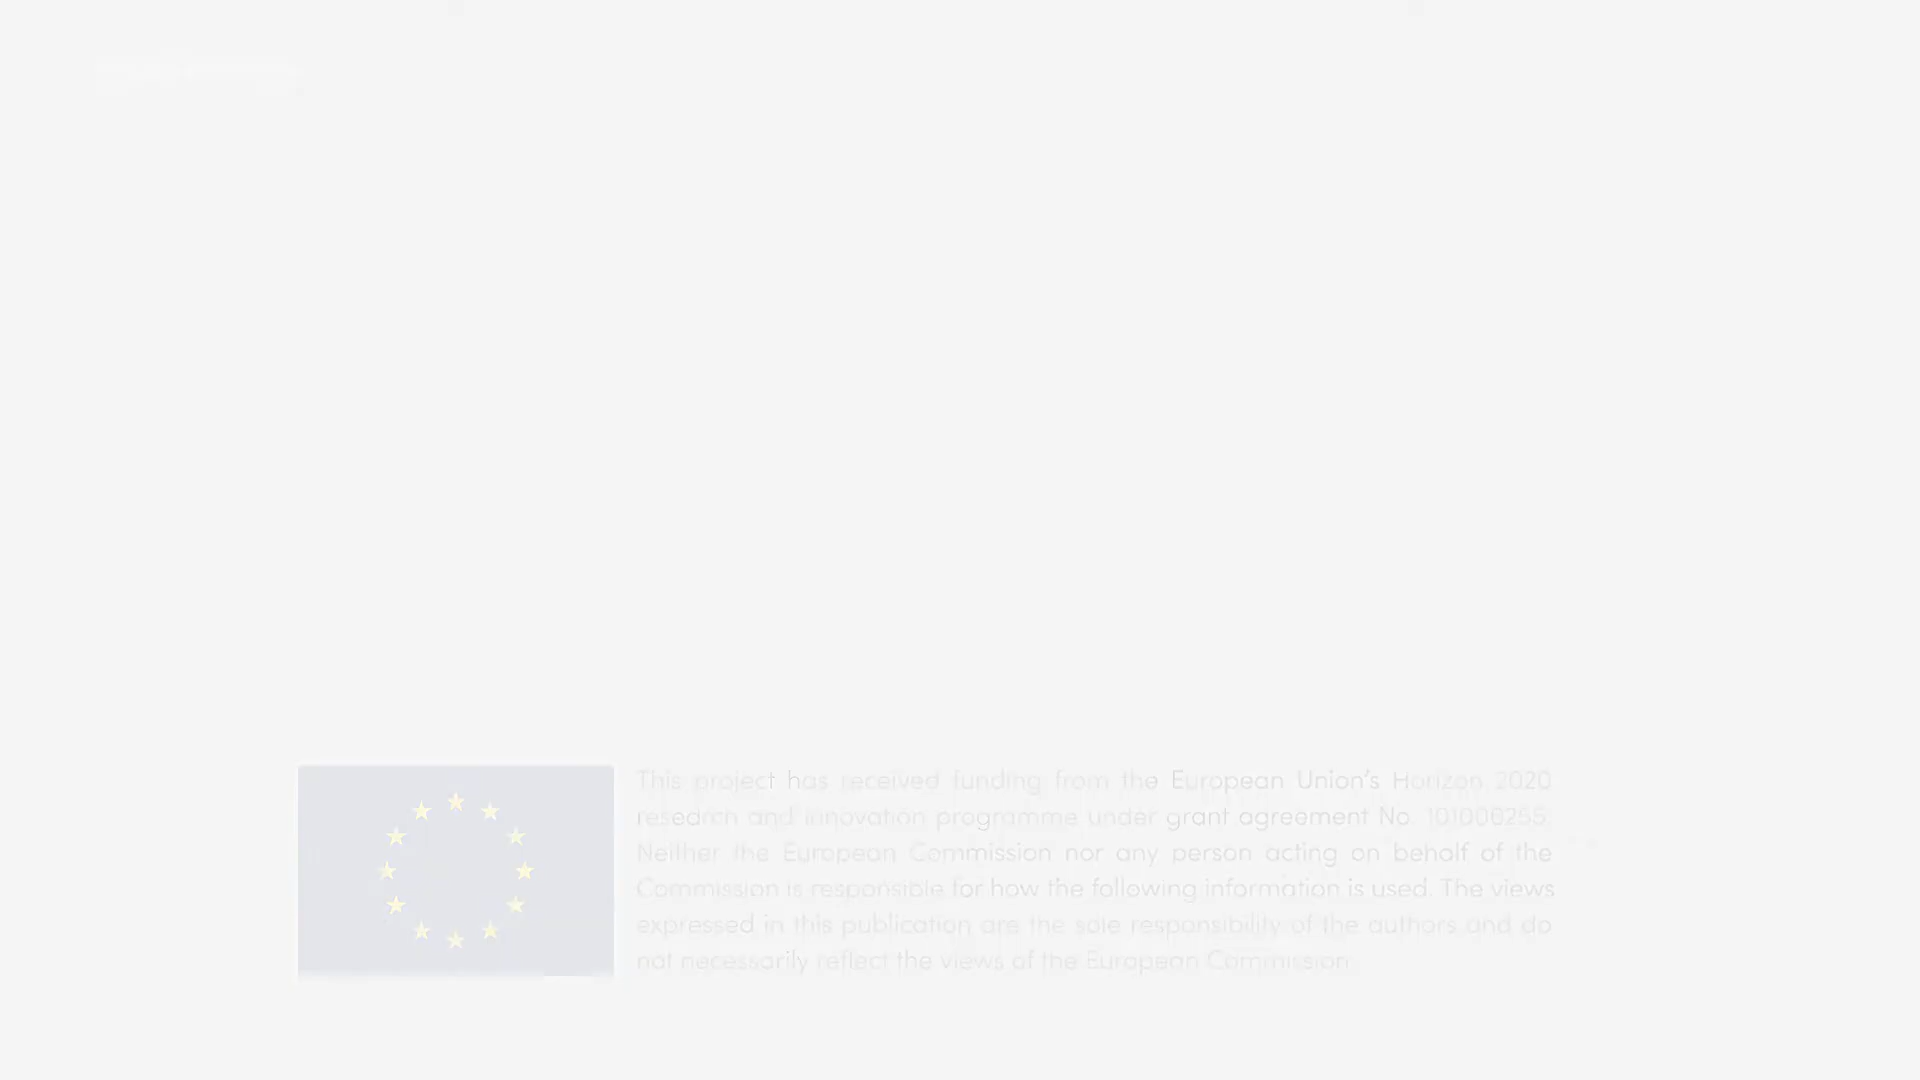 This project has received funding from the European Union's Horizon 2020
research and innovation programme under grant agreement No. 101006255.
Neither the European Commission nor any person acting on behalf of the
Commission is responsible for how the following information is used. The views
expressed in this publication are the sole responsibility of the authors and do
not necessarily reflect the views of the European Commission.